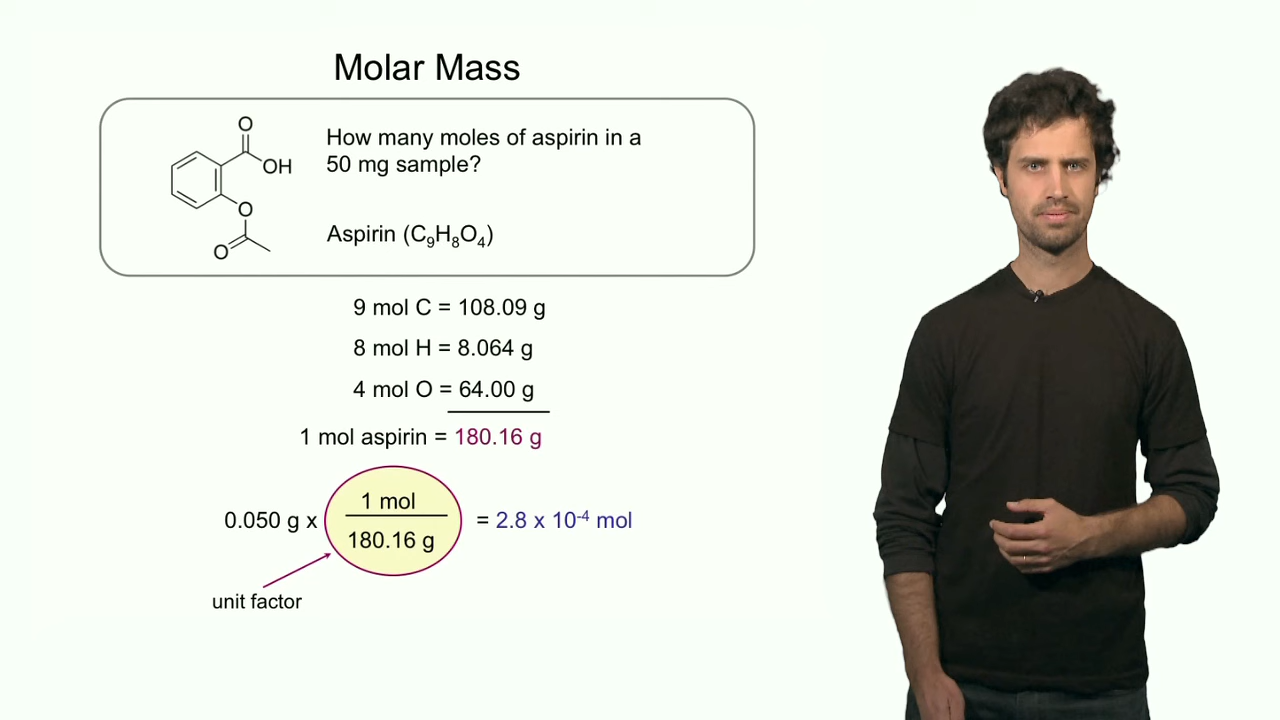 Molar Mass
O
OH
O
O
How many moles of aspirin in a
50 mg sample?
Aspirin (C₉H₈O₄)
9 mol C = 108.09 g
8 mol H = 8.064 g
4 mol O = 64.00 g
1 mol aspirin = 180.16 g
1 mol
0.050 g x
= 2.8 x 10⁻⁴ mol
180.16 g
unit factor